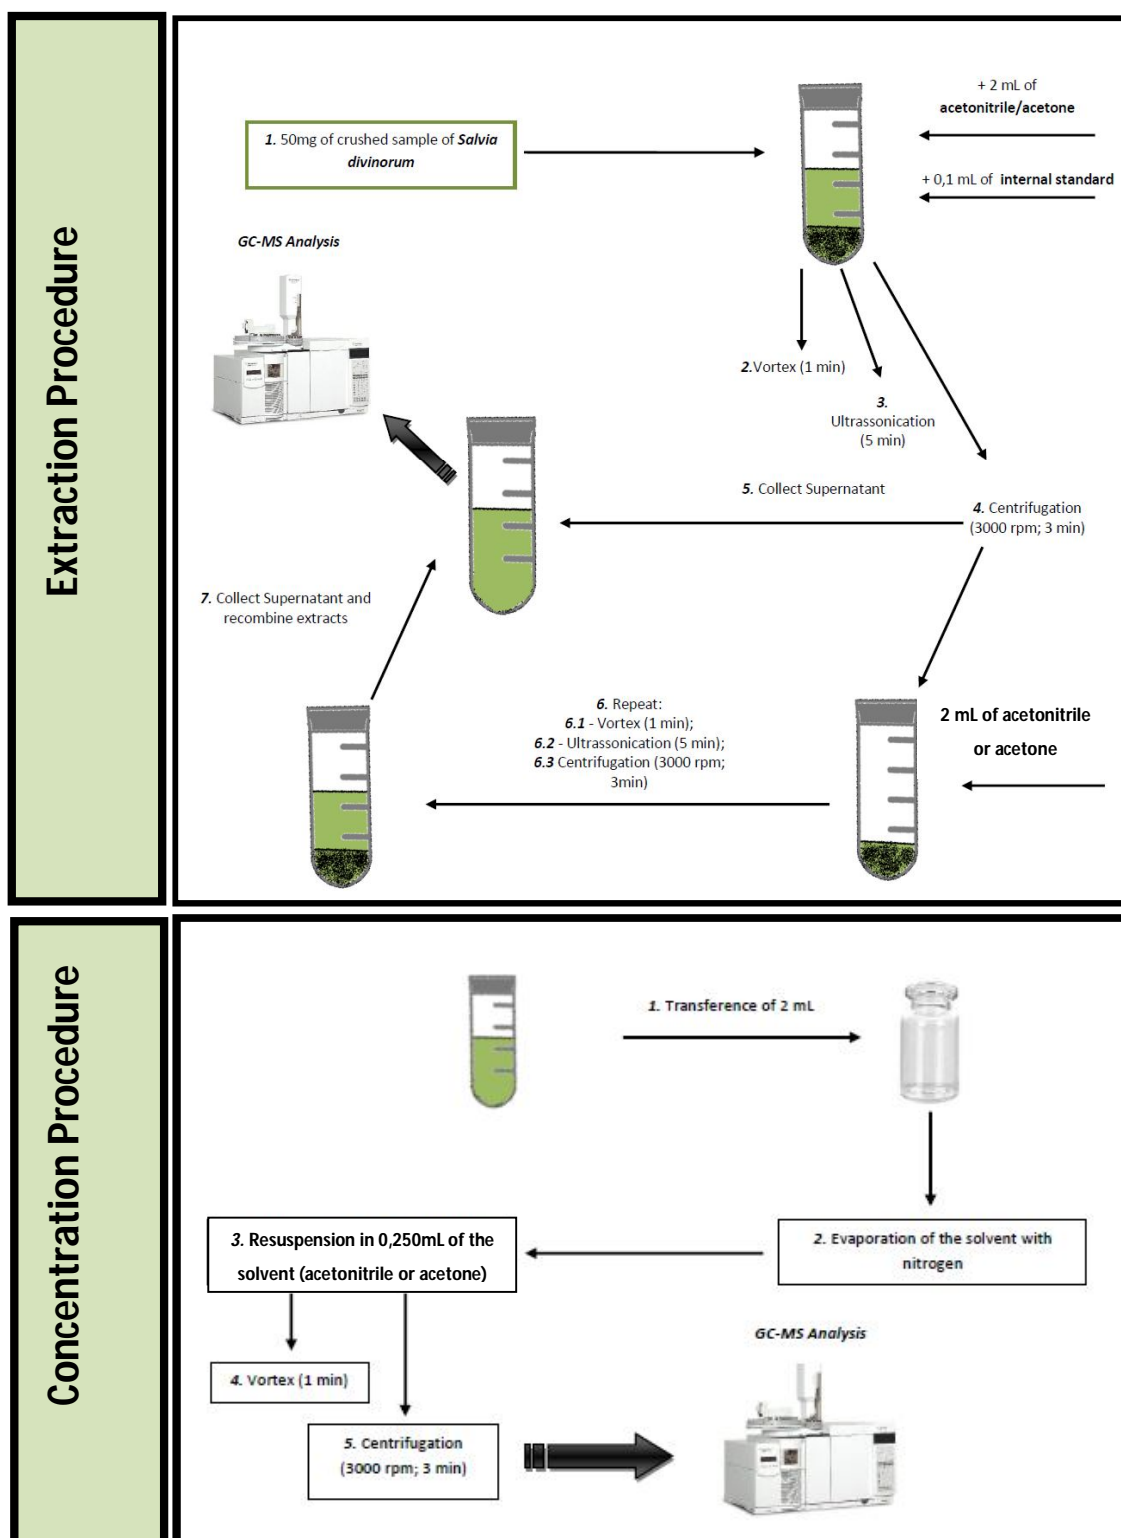 Extraction Procedure
+ 2 mL of
acetonitrile/acetone
1. 50mg of crushed sample of Salvia
divinorum
+ 0,1 mL of internal standard
GC-MS Analysis
2.Vortex (1 min)
3.
Ultrassonication
(5 min)
5. Collect Supernatant
4. Centrifugation
(3000 rpm; 3 min)
7. Collect Supernatant and
recombine extracts
6. Repeat:
6.1 - Vortex (1 min);
6.2 - Ultrassonication (5 min);
6.3 Centrifugation (3000 rpm;
3min)
2 mL of acetonitrile
or acetone
Concentration Procedure
1. Transference of 2 mL
2. Evaporation of the solvent with
nitrogen
3. Resuspension in 0,250mL of the
solvent (acetonitrile or acetone)
4. Vortex (1 min)
5. Centrifugation
(3000 rpm; 3 min)
GC-MS Analysis